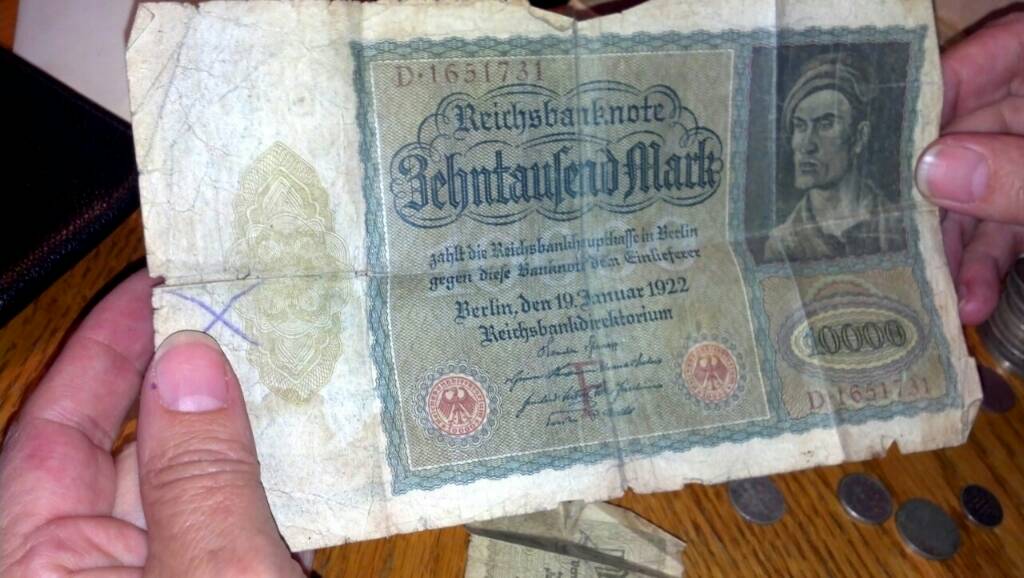 D·1651731
Reichsbanknote
Zehntausend Mark
zahlt die Reichsbankhauptkasse in Berlin
gegen diese Banknote dem Einlieferer
Berlin, den 19. Januar 1922
Reichsbankdirektorium
10000
D·1651731